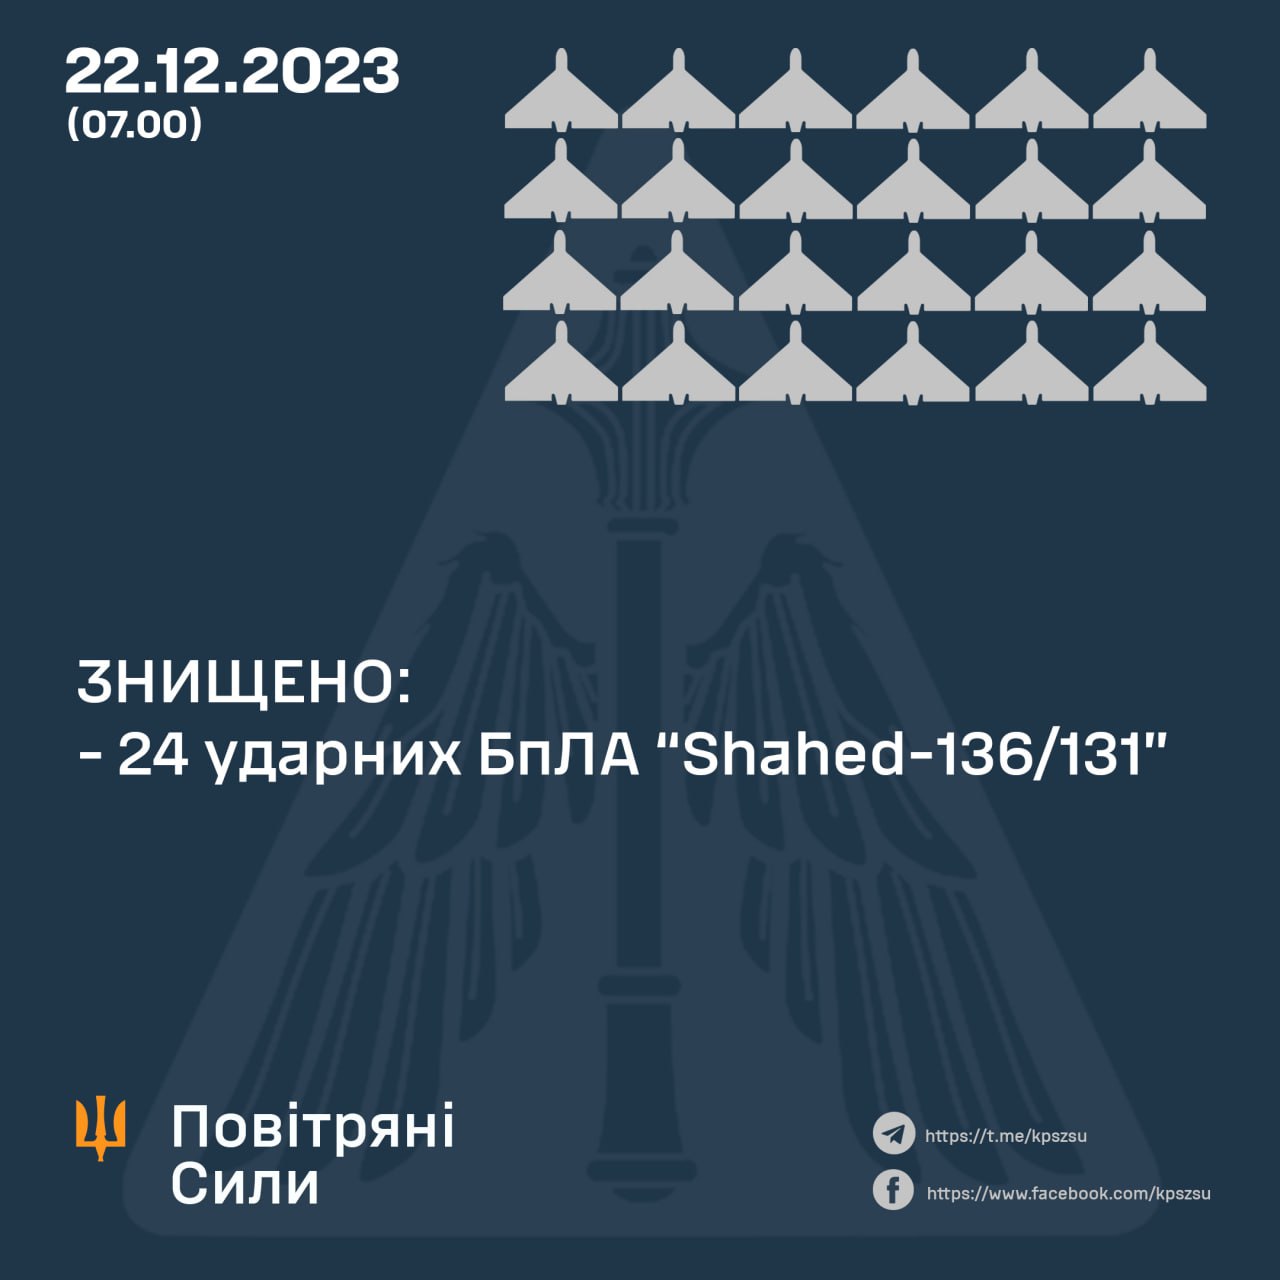 22.12.2023
(07.00)
ЗНИЩЕНО:
- 24 ударних БпЛА “Shahed-136/131”
Повітряні
Сили
https://t.me/kpszsu
https://www.facebook.com/kpszsu